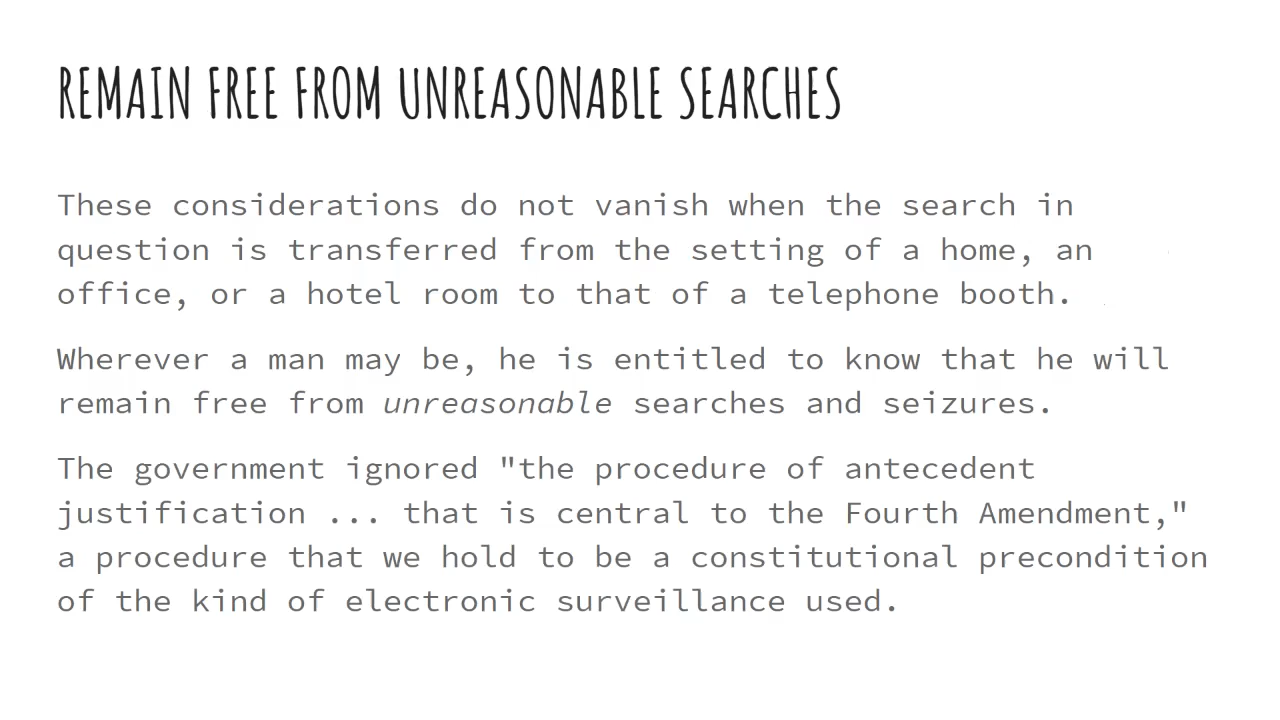 REMAIN FREE FROM UNREASONABLE SEARCHES
These considerations do not vanish when the search in
question is transferred from the setting of a home, an
office, or a hotel room to that of a telephone booth.
Wherever a man may be, he is entitled to know that he will
remain free from unreasonable searches and seizures.
The government ignored "the procedure of antecedent
justification ... that is central to the Fourth Amendment,"
a procedure that we hold to be a constitutional precondition
of the kind of electronic surveillance used.